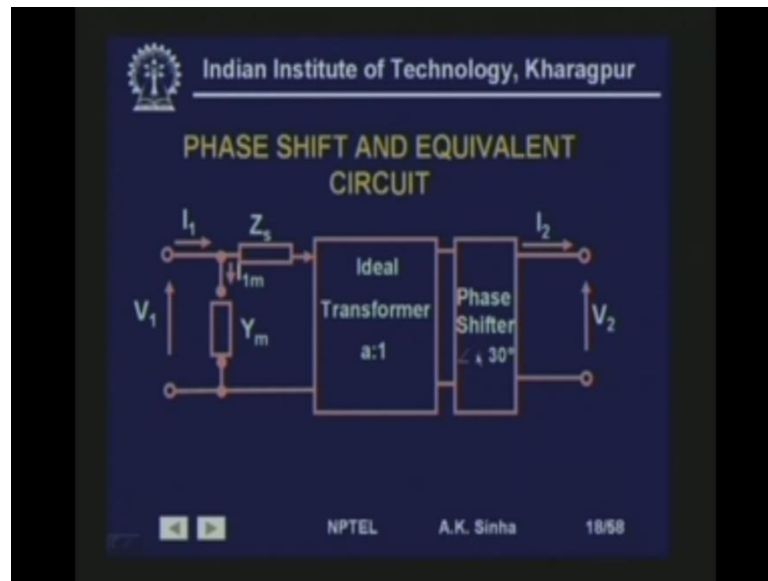 Indian Institute of Technology, Kharagpur
PHASE SHIFT AND EQUIVALENT
CIRCUIT
I₁
Zₛ
I₂
I₁ₘ
V₁
Yₘ
Ideal
Transformer
a:1
Phase
Shifter
30°
V₂
NPTEL A.K. Sinha 18/58